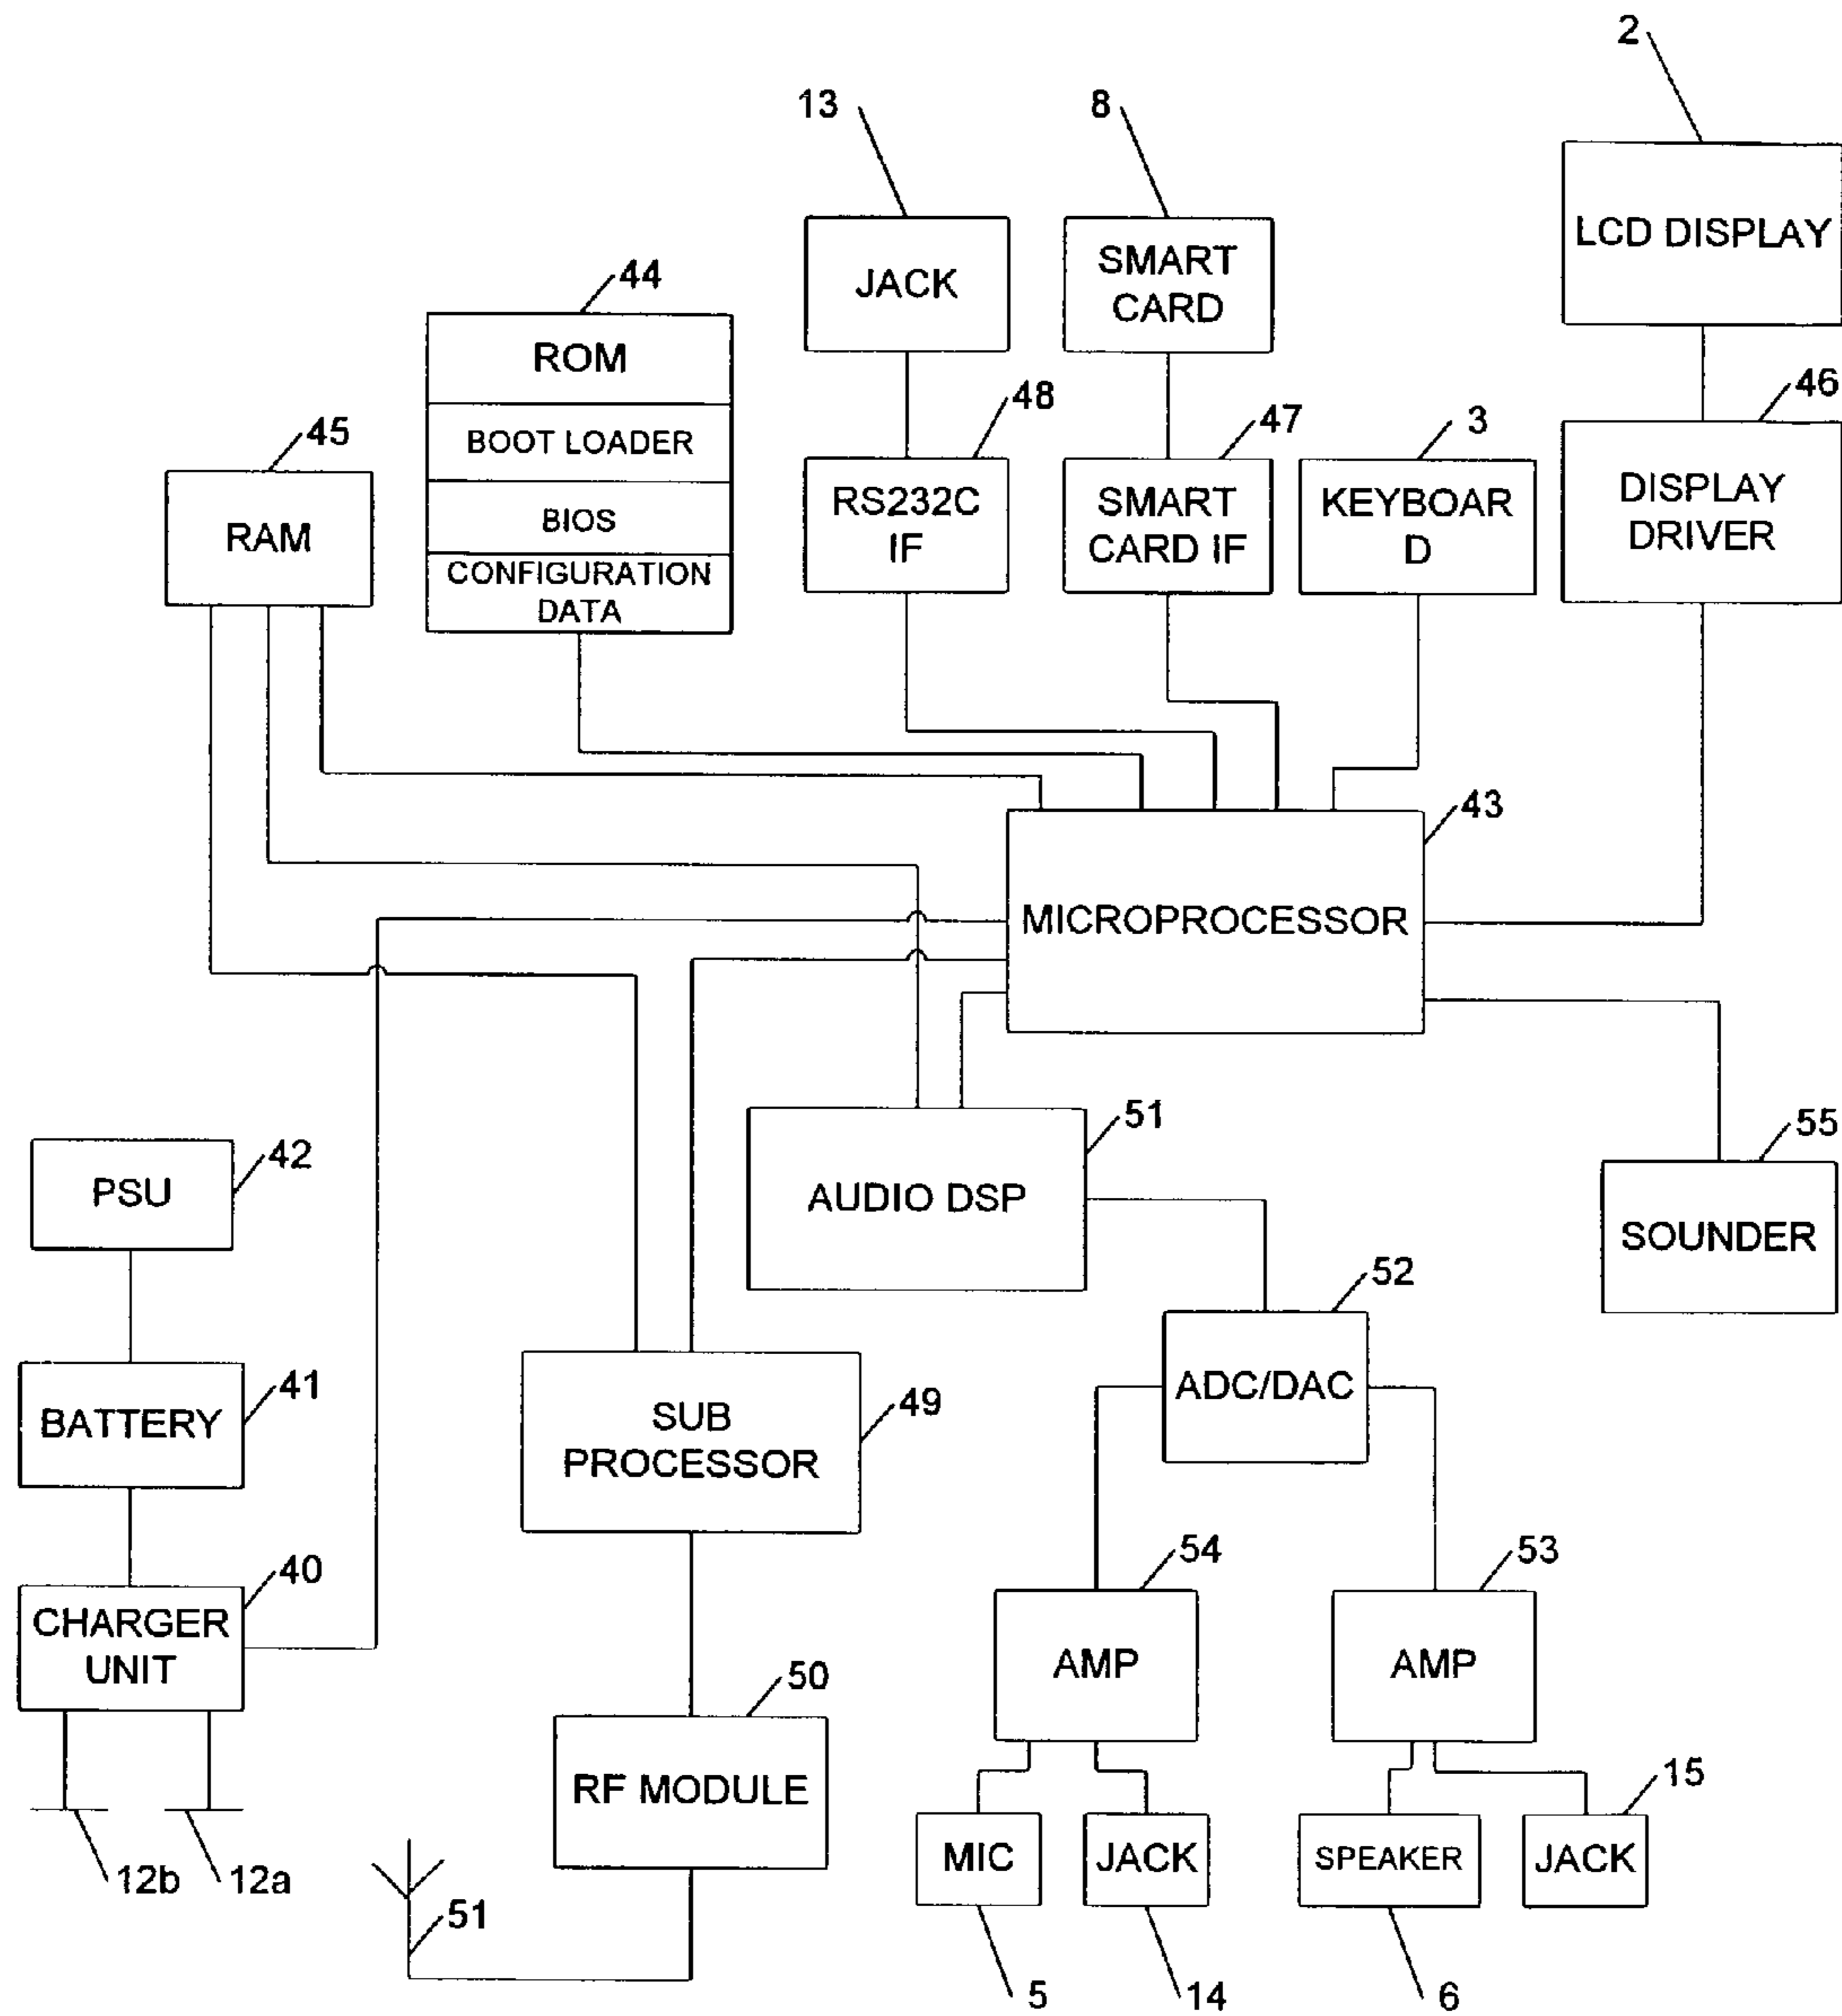 2
13
8
LCD DISPLAY
JACK
SMART
CARD
44
ROM
BOOT LOADER
BIOS
CONFIGURATION
DATA
45
RAM
48
RS232C
IF
47
SMART
CARD IF
3
KEYBOAR
D
46
DISPLAY
DRIVER
43
MICROPROCESSOR
42
PSU
51
AUDIO DSP
55
SOUNDER
52
ADC/DAC
41
BATTERY
49
SUB
PROCESSOR
40
CHARGER
UNIT
54
AMP
53
AMP
50
RF MODULE
12b
12a
51
MIC
JACK
SPEAKER
15
JACK
5
14
6